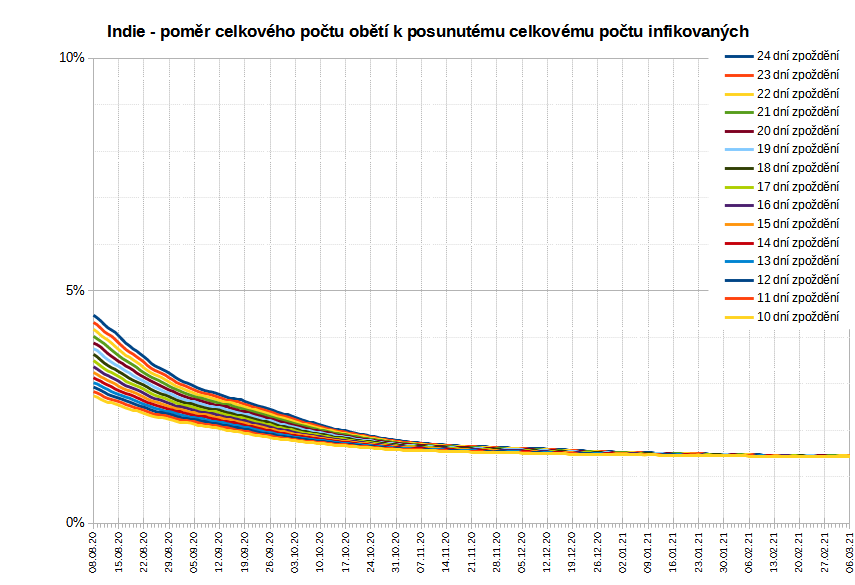 Indie - poměr celkového počtu obětí k posunutému celkovému počtu infikovaných
10%
5%
0%
24 dní zpoždění
23 dní zpoždění
22 dní zpoždění
21 dní zpoždění
20 dní zpoždění
19 dní zpoždění
18 dní zpoždění
17 dní zpoždění
16 dní zpoždění
15 dní zpoždění
14 dní zpoždění
13 dní zpoždění
12 dní zpoždění
11 dní zpoždění
10 dní zpoždění
08.08.20
15.08.20
22.08.20
29.08.20
05.09.20
12.09.20
19.09.20
26.09.20
03.10.20
10.10.20
17.10.20
24.10.20
31.10.20
07.11.20
14.11.20
21.11.20
28.11.20
05.12.20
12.12.20
19.12.20
26.12.20
02.01.21
09.01.21
16.01.21
23.01.21
30.01.21
06.02.21
13.02.21
20.02.21
27.02.21
06.03.21